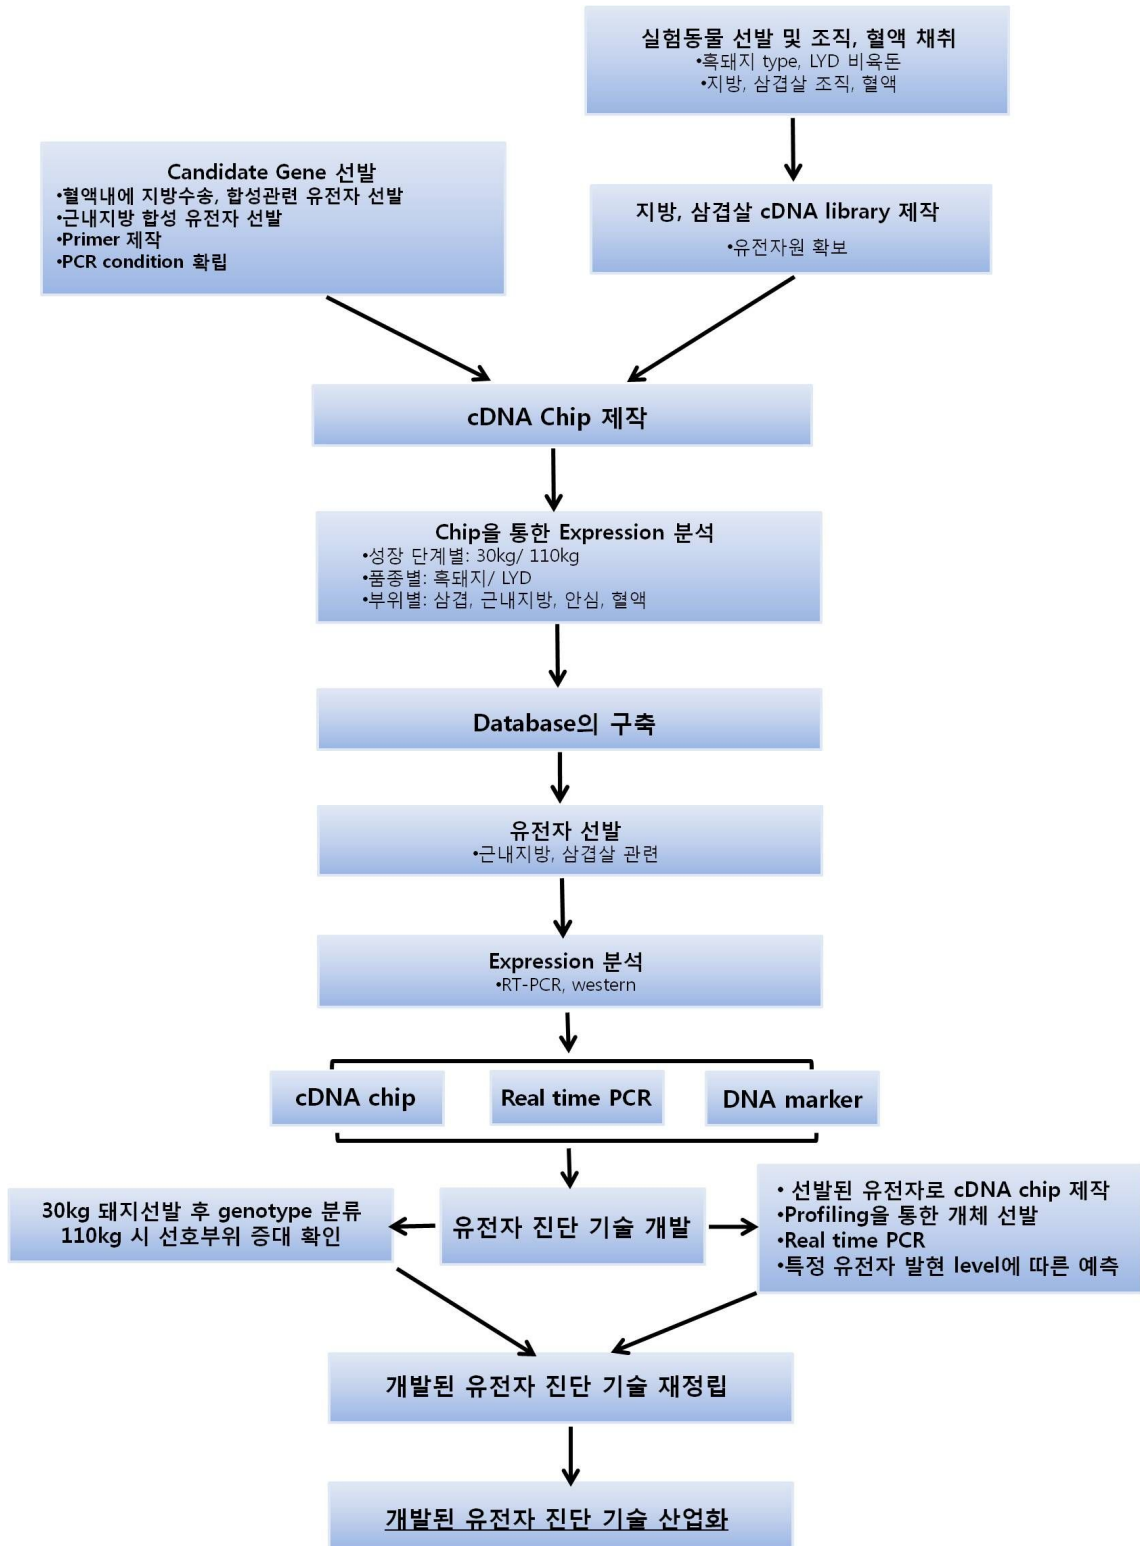 실험동물 선발 및 조직, 혈액 채취
•흑돼지 type, LYD 비육돈
•지방, 삼겹살 조직, 혈액
Candidate Gene 선발
•혈액내에 지방수송, 합성관련 유전자 선발
•근내지방 합성 유전자 선발
•Primer 제작
•PCR condition 확립
지방, 삼겹살 cDNA library 제작
•유전자원 확보
cDNA Chip 제작
Chip을 통한 Expression 분석
•성장 단계별: 30kg/ 110kg
•품종별: 흑돼지/ LYD
•부위별: 삼겹, 근내지방, 안심, 혈액
Database의 구축
유전자 선발
•근내지방, 삼겹살 관련
Expression 분석
•RT-PCR, western
cDNA chip
Real time PCR
DNA marker
30kg 돼지선발 후 genotype 분류
110kg 시 선호부위 증대 확인
유전자 진단 기술 개발
• 선발된 유전자로 cDNA chip 제작
•Profiling을 통한 개체 선발
•Real time PCR
•특정 유전자 발현 level에 따른 예측
개발된 유전자 진단 기술 재정립
개발된 유전자 진단 기술 산업화